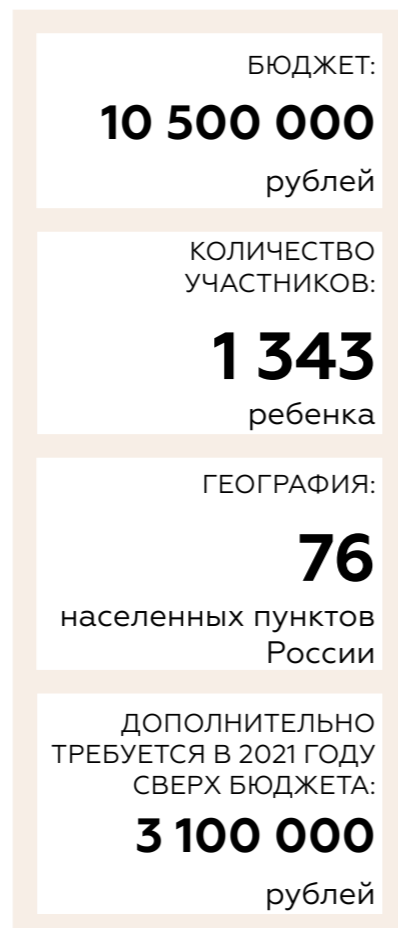 БЮДЖЕТ:
10 500 000
рублей
КОЛИЧЕСТВО
УЧАСТНИКОВ:
1 343
ребенка
ГЕОГРАФИЯ:
76
населенных пунктов
России
ДОПОЛНИТЕЛЬНО
ТРЕБУЕТСЯ В 2021 ГОДУ
СВЕРХ БЮДЖЕТА:
3 100 000
рублей